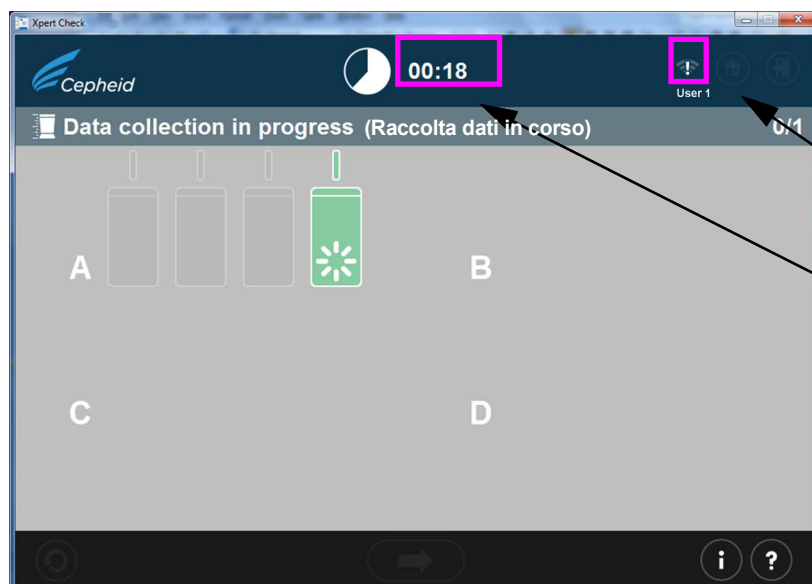 Xpert Check
Cepheid
00:18
User 1
Data collection in progress (Raccolta dati in corso)
0/1
A
B
C
D
i
?